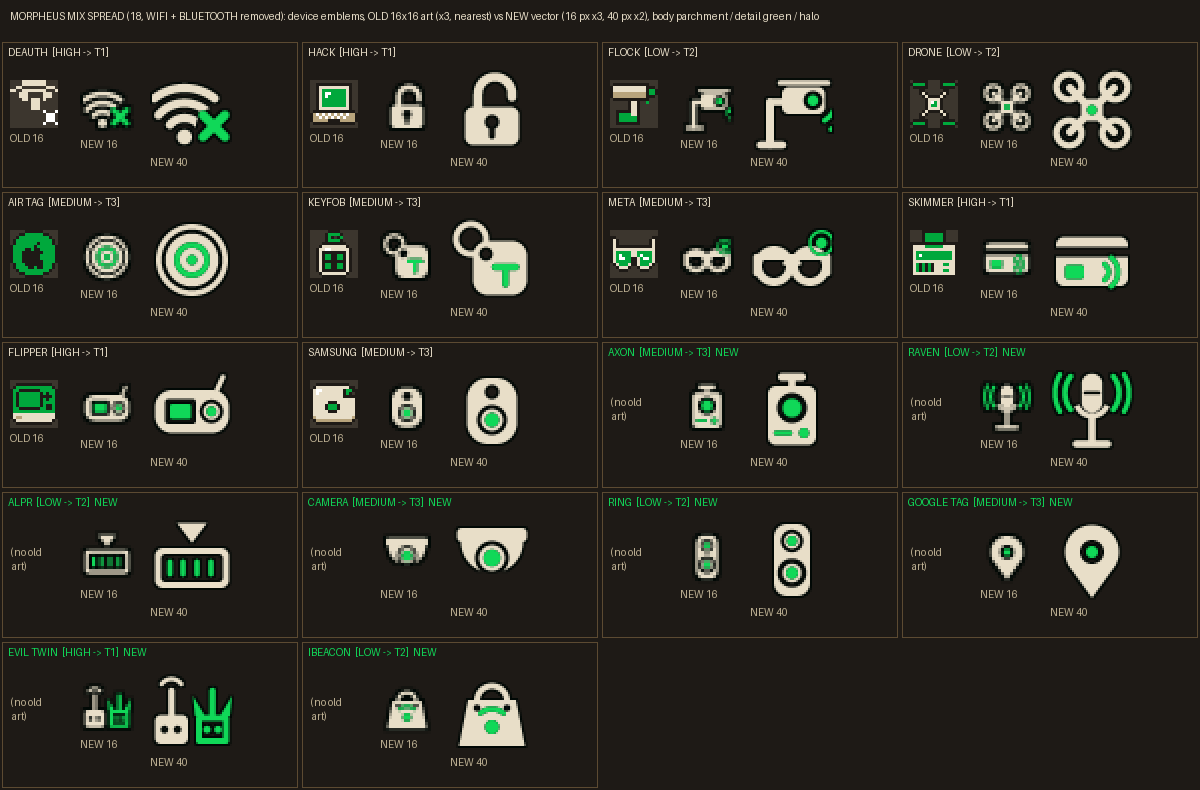 MORPHEUS MIX SPREAD (18, WIFI + BLUETOOTH removed): device emblems, OLD 16x16 art (x3, nearest) vs NEW vector (16 px x3, 40 px x2), body parchment / detail green / halo
DEAUTH [HIGH -> T1]
OLD 16
NEW 16
NEW 40
HACK [HIGH -> T1]
OLD 16
NEW 16
NEW 40
FLOCK [LOW -> T2]
OLD 16
NEW 16
NEW 40
DRONE [LOW -> T2]
OLD 16
NEW 16
NEW 40
AIR TAG [MEDIUM -> T3]
OLD 16
NEW 16
NEW 40
KEYFOB [MEDIUM -> T3]
OLD 16
NEW 16
NEW 40
META [MEDIUM -> T3]
OLD 16
NEW 16
NEW 40
SKIMMER [HIGH -> T1]
OLD 16
NEW 16
NEW 40
FLIPPER [HIGH -> T1]
OLD 16
NEW 16
NEW 40
SAMSUNG [MEDIUM -> T3]
OLD 16
NEW 16
NEW 40
AXON [MEDIUM -> T3] NEW
(no old
art)
NEW 16
NEW 40
RAVEN [LOW -> T2] NEW
(no old
art)
NEW 16
NEW 40
ALPR [LOW -> T2] NEW
(no old
art)
NEW 16
NEW 40
CAMERA [MEDIUM -> T3] NEW
(no old
art)
NEW 16
NEW 40
RING [LOW -> T2] NEW
(no old
art)
NEW 16
NEW 40
GOOGLE TAG [MEDIUM -> T3] NEW
(no old
art)
NEW 16
NEW 40
EVIL TWIN [HIGH -> T1] NEW
(no old
art)
NEW 16
NEW 40
IBEACON [LOW -> T2] NEW
(no old
art)
NEW 16
NEW 40